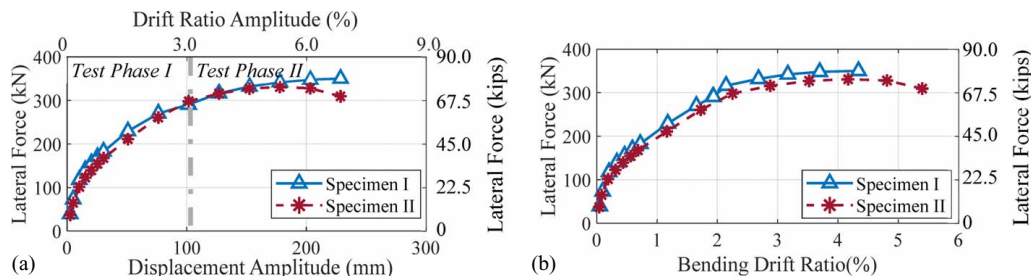 Drift Ratio Amplitude (%)
0 3.0 6.0 9.0
Test Phase I Test Phase II
400 300 200 100 0
Lateral Force (kN)
90.0 67.5 45.0 22.5 0
Lateral Force (kips)
Specimen I
Specimen II
0 100 200 300
(a) Displacement Amplitude (mm)
400 300 200 100 0
Lateral Force (kN)
90.0 67.5 45.0 22.5 0
Lateral Force (kips)
Specimen I
Specimen II
0 1 2 3 4 5 6
(b) Bending Drift Ratio(%)